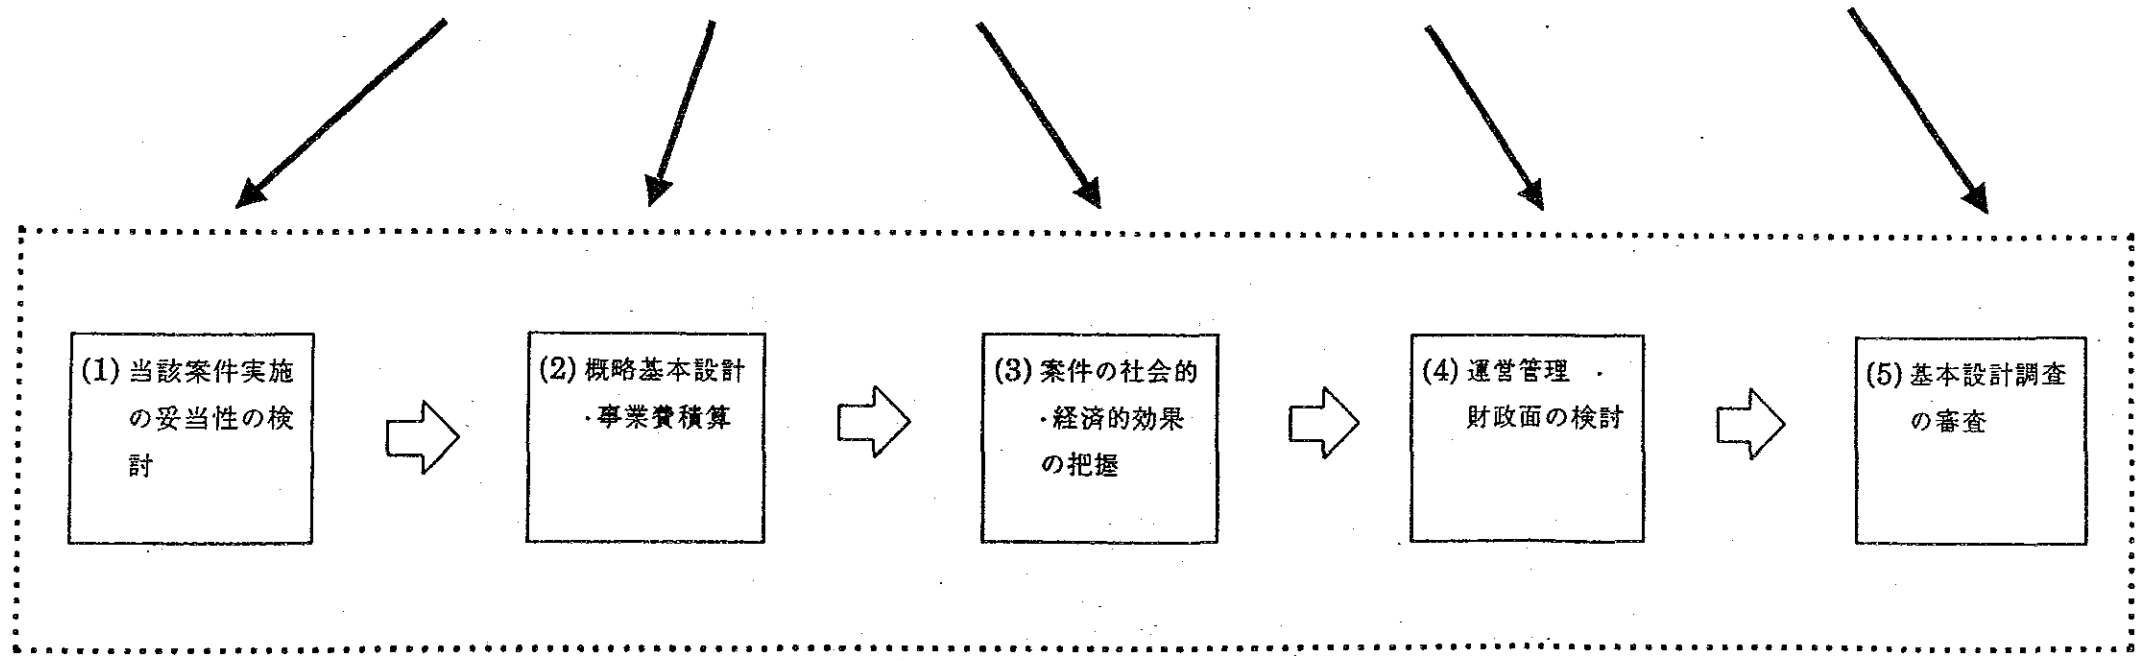 (1) 当該案件実施
の妥当性の検
討
(2) 概略基本設計
・事業費積算
(3) 案件の社会的
・経済的効果
の把握
(4) 運営管理・
財政面の検討
(5) 基本設計調査
の審査